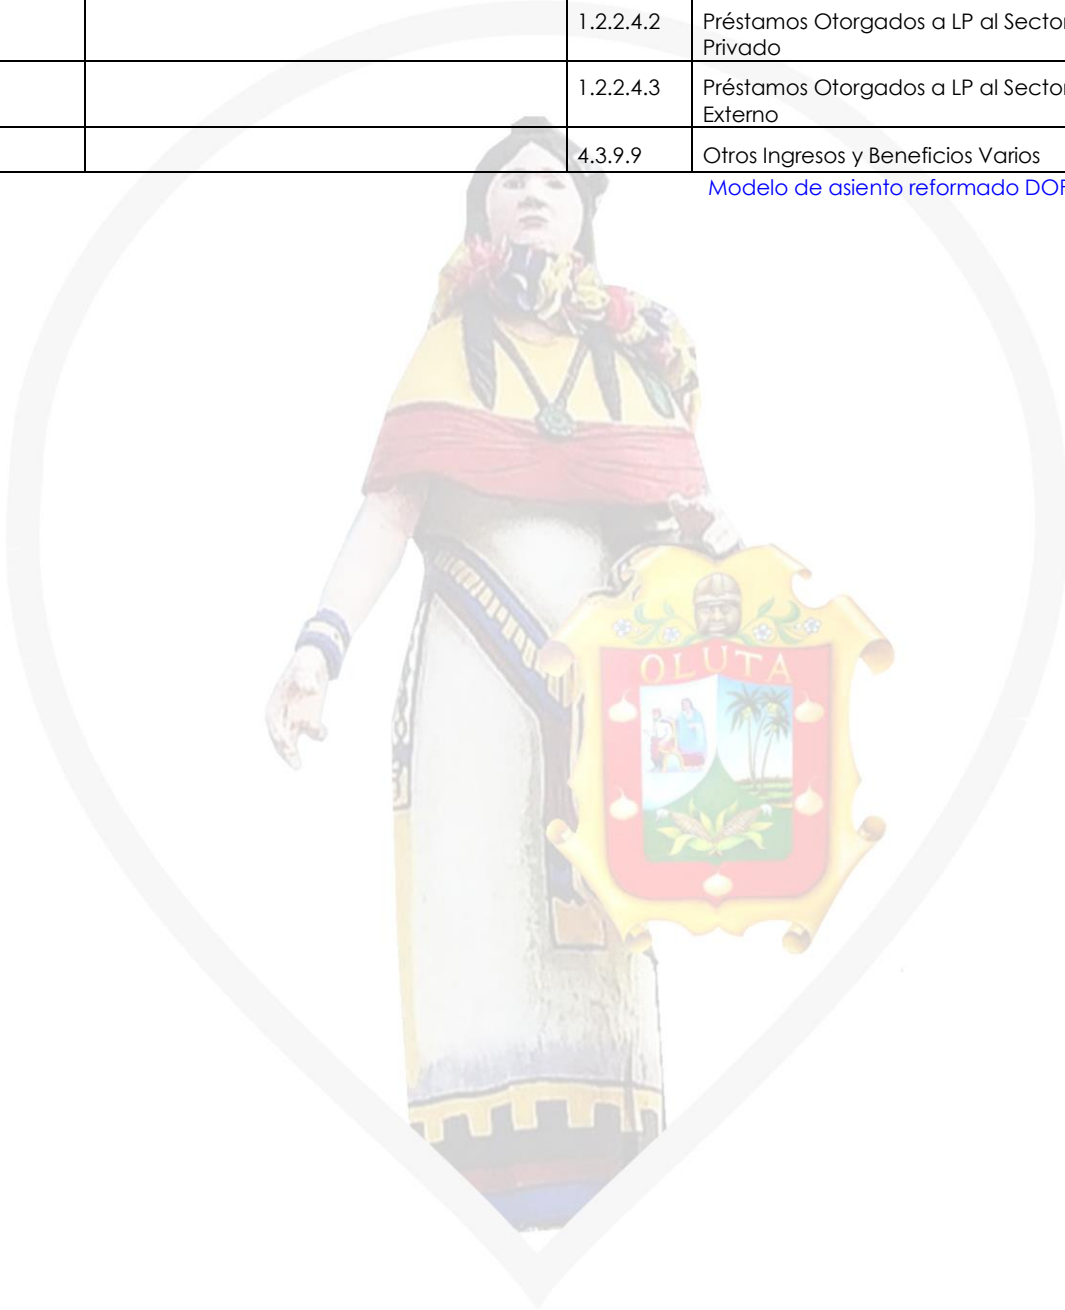 1.2.2.4.2 Préstamos Otorgados a LP al Sector
Privado
1.2.2.4.3 Préstamos Otorgados a LP al Sector
Externo
4.3.9.9 Otros Ingresos y Beneficios Varios
Modelo de asiento reformado DOF
OLUTA